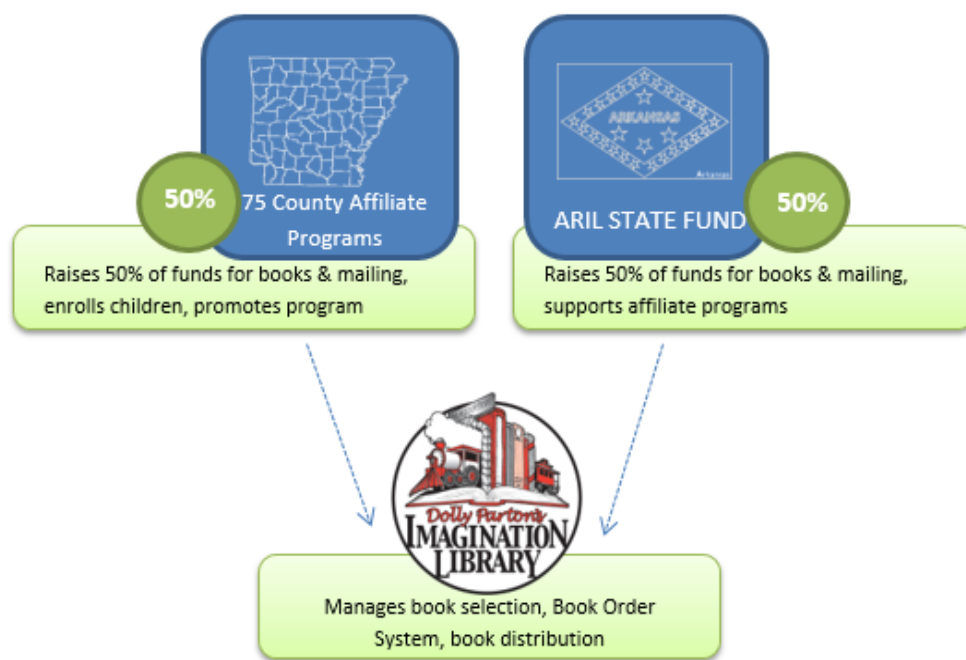 50%
75 County Affiliate
Programs
Raises 50% of funds for books & mailing,
enrolls children, promotes program
ARKANSAS
Arkansas
ARIL STATE FUND
50%
Raises 50% of funds for books & mailing,
supports affiliate programs
Dolly Parton's
IMAGINATION
LIBRARY
Manages book selection, Book Order
System, book distribution